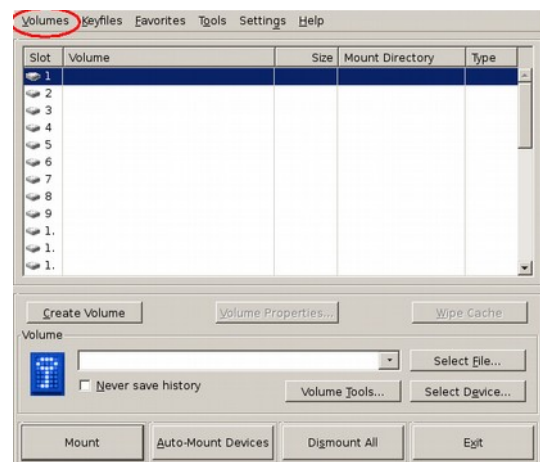 Volumes Keyfiles Favorites Tools Settings Help
Slot Volume Size Mount Directory Type
1
2
3
4
5
6
7
8
9
1.
1.
1.
Create Volume Volume Properties... Wipe Cache
Volume
Select File...
Never save history Volume Tools... Select Device...
Mount Auto-Mount Devices Dismount All Exit